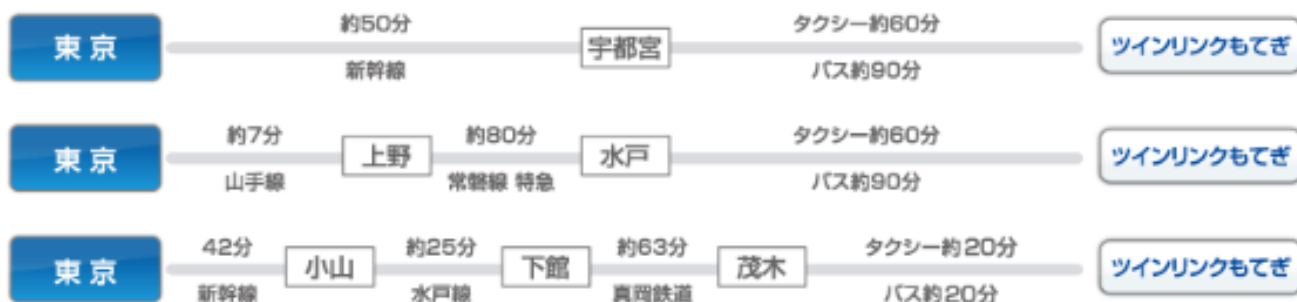 約50分 タクシー約60分
東京 宇都宮 ツインリンクもてぎ
新幹線 バス約90分
約7分 約80分 タクシー約60分
東京 上野 水戸 ツインリンクもてぎ
山手線 常磐線 特急 バス約90分
42分 約25分 約63分 タクシー約20分
東京 小山 下館 茂木 ツインリンクもてぎ
新幹線 水戸線 真岡鉄道 バス約20分